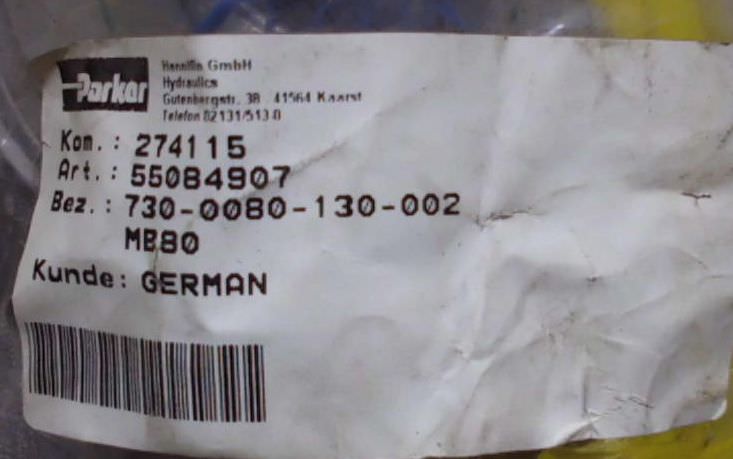 Parker
Hannifin GmbH
Hydraulics
Gutenbergstr. 38 . 41564 Kaarst
Telefon 02131/513-0
Kom.: 274115
Art.: 55084907
Bez.: 730-0080-130-002
MB80
Kunde: GERMAN